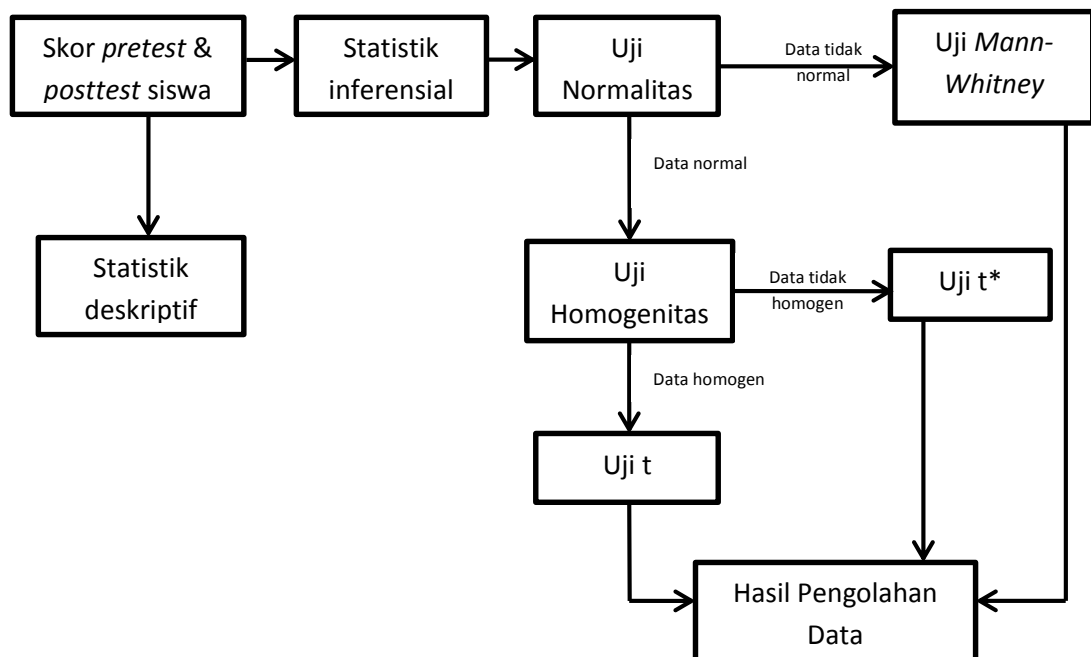 Skor pretest &
posttest siswa
Statistik
inferensial
Uji
Normalitas
Data tidak
normal
Uji Mann-
Whitney
Data normal
Statistik
deskriptif
Uji
Homogenitas
Data tidak
homogen
Uji t*
Data homogen
Uji t
Hasil Pengolahan
Data